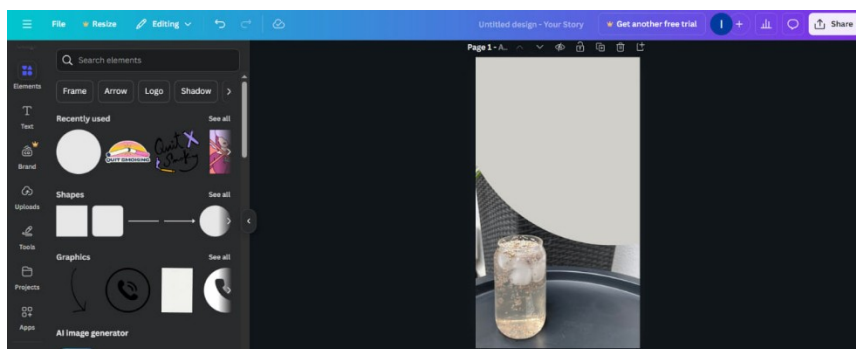 File Resize Editing Untitled design - Your Story Get another free trial I + Share
Page 1 - A...
Search elements
Elements
Frame Arrow Logo Shadow
Text
Recently used See all
QUIT SMOKING Quit Smoking
Brand
Uploads
Shapes See all
Tools
Graphics See all
Projects
Apps
AI image generator